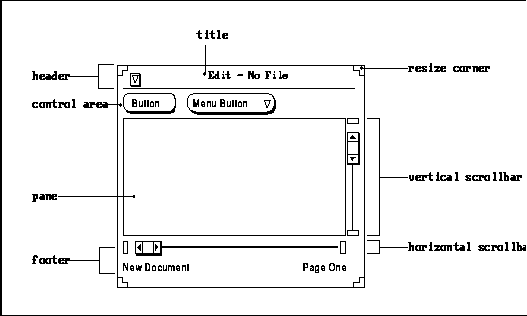 title
header
Edit - No File
resize corner
control area
Button
Menu Button
vertical scrollbar
pane
horizontal scrollba
footer
New Document
Page One